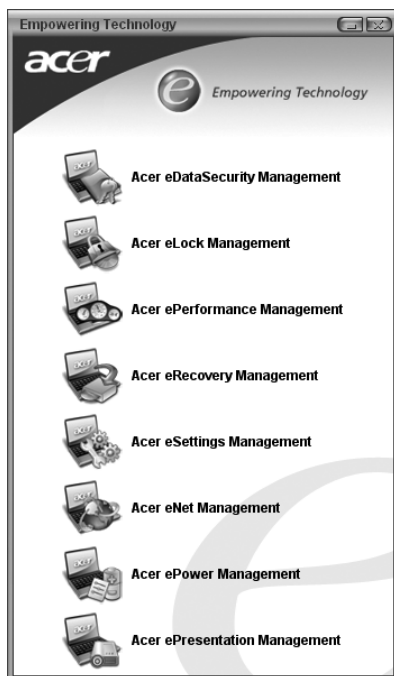 Empowering Technology
acer
e Empowering Technology
Acer eDataSecurity Management
Acer eLock Management
Acer ePerformance Management
Acer eRecovery Management
Acer eSettings Management
Acer eNet Management
Acer ePower Management
Acer ePresentation Management